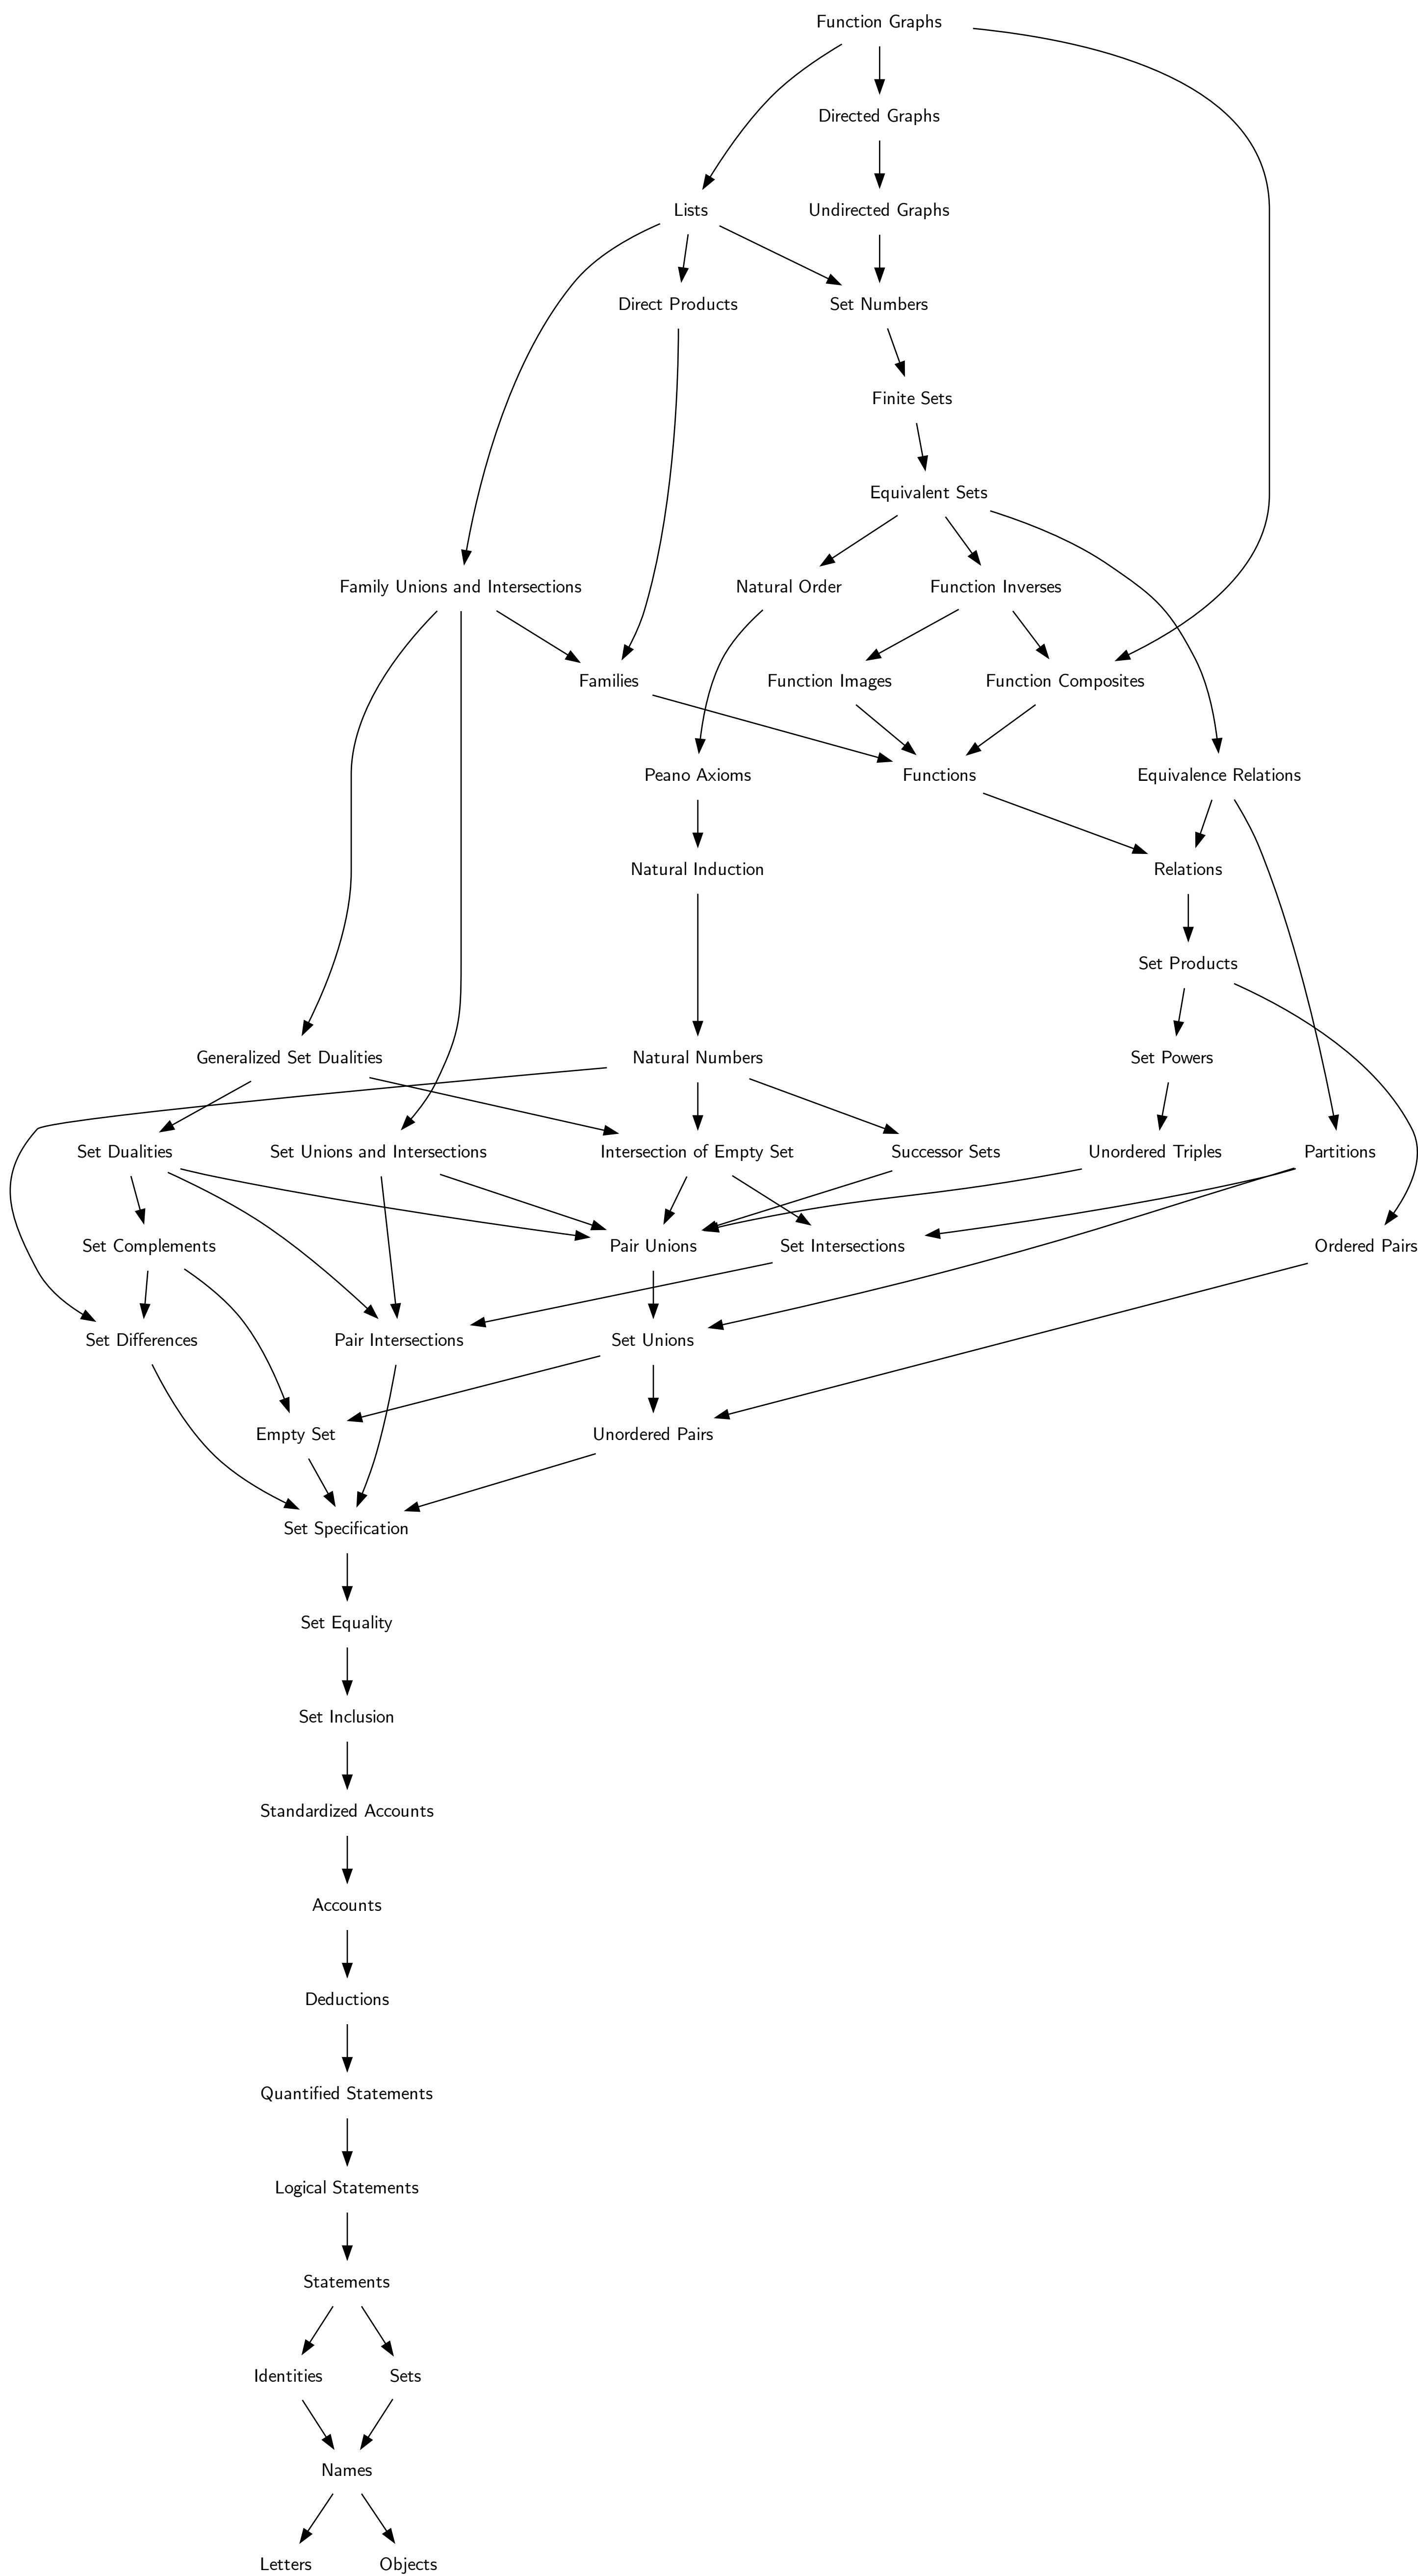 Function Graphs
Directed Graphs
Lists
Undirected Graphs
Direct Products
Set Numbers
Finite Sets
Equivalent Sets
Family Unions and Intersections
Natural Order
Function Inverses
Families
Function Images
Function Composites
Peano Axioms
Functions
Equivalence Relations
Natural Induction
Relations
Set Products
Generalized Set Dualities
Natural Numbers
Set Powers
Set Dualities
Set Unions and Intersections
Intersection of Empty Set
Successor Sets
Unordered Triples
Partitions
Set Complements
Pair Unions
Set Intersections
Ordered Pairs
Set Differences
Pair Intersections
Set Unions
Empty Set
Unordered Pairs
Set Specification
Set Equality
Set Inclusion
Standardized Accounts
Accounts
Deductions
Quantified Statements
Logical Statements
Statements
Identities
Sets
Names
Letters
Objects